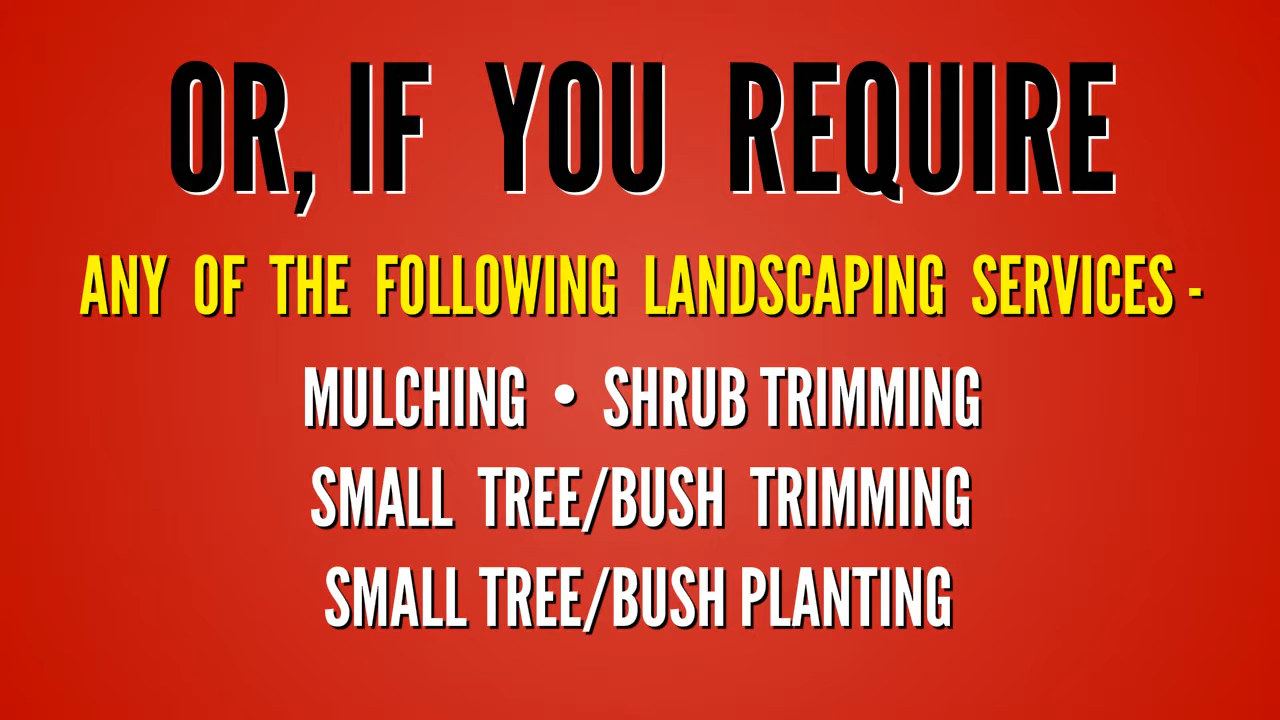 OR, IF YOU REQUIRE
ANY OF THE FOLLOWING LANDSCAPING SERVICES -
MULCHING • SHRUB TRIMMING
SMALL TREE/BUSH TRIMMING
SMALL TREE/BUSH PLANTING